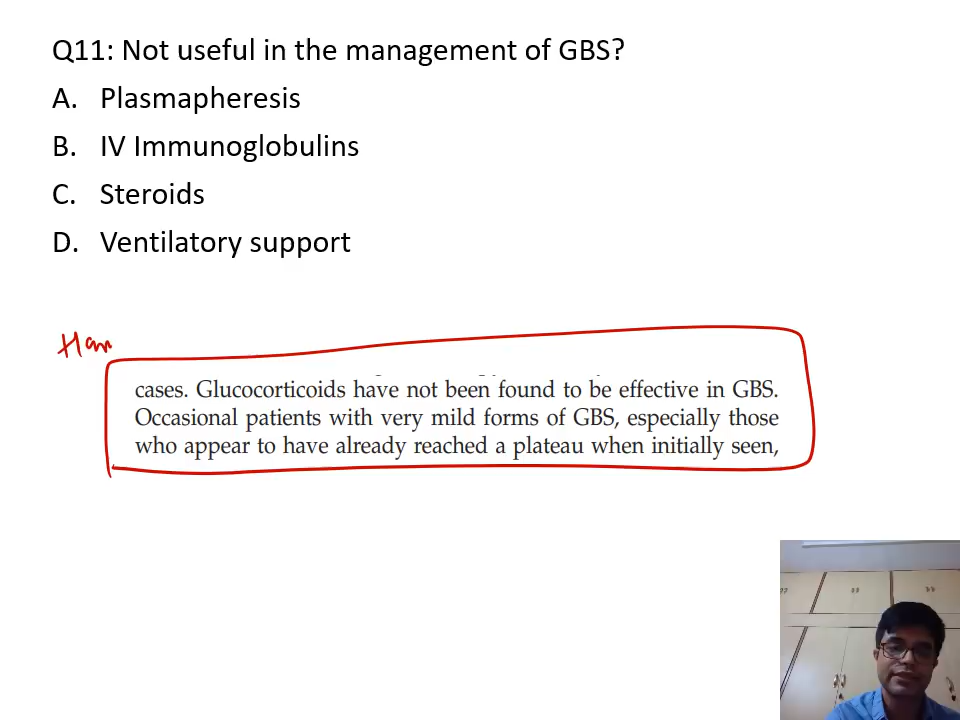 Q11: Not useful in the management of GBS?
A. Plasmapheresis
B. IV Immunoglobulins
C. Steroids
D. Ventilatory support
Har
cases. Glucocorticoids have not been found to be effective in GBS.
Occasional patients with very mild forms of GBS, especially those
who appear to have already reached a plateau when initially seen,